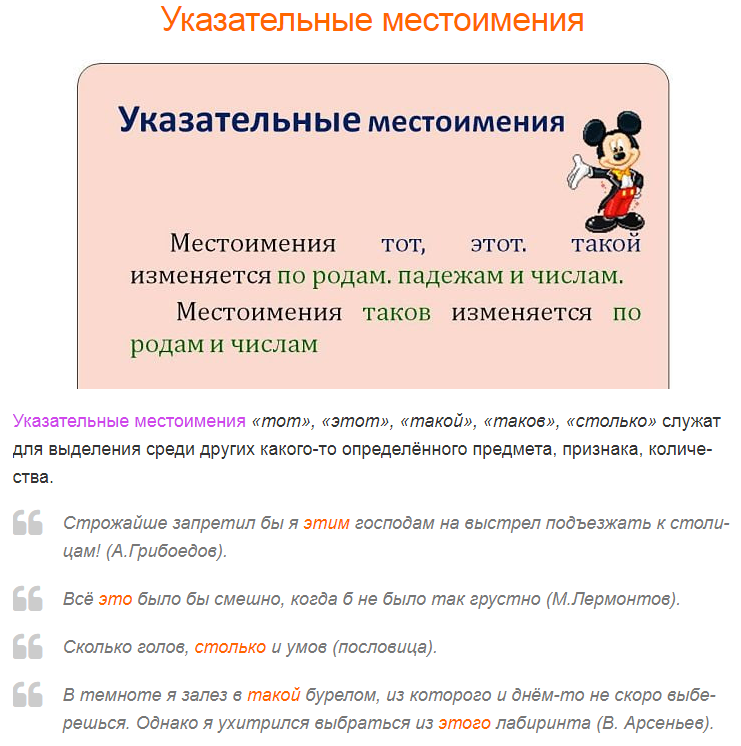 Указательные местоимения
Указательные местоимения
Местоимения тот, этот. такой
изменяется по родам. падежам и числам.
Местоимения таков изменяется по
родам и числам
Указательные местоимения «тот», «этот», «такой», «таков», «столько» служат
для выделения среди других какого-то определённого предмета, признака, количе-
ства.
Строжайше запретил бы я этим господам на выстрел подъезжать к столи-
цам! (А.Грибоедов).
Всё это было бы смешно, когда б не было так грустно (М.Лермонтов).
Сколько голов, столько и умов (пословица).
В темноте я залез в такой бурелом, из которого и днём-то не скоро выбе-
решься. Однако я ухитрился выбраться из этого лабиринта (В. Арсеньев).